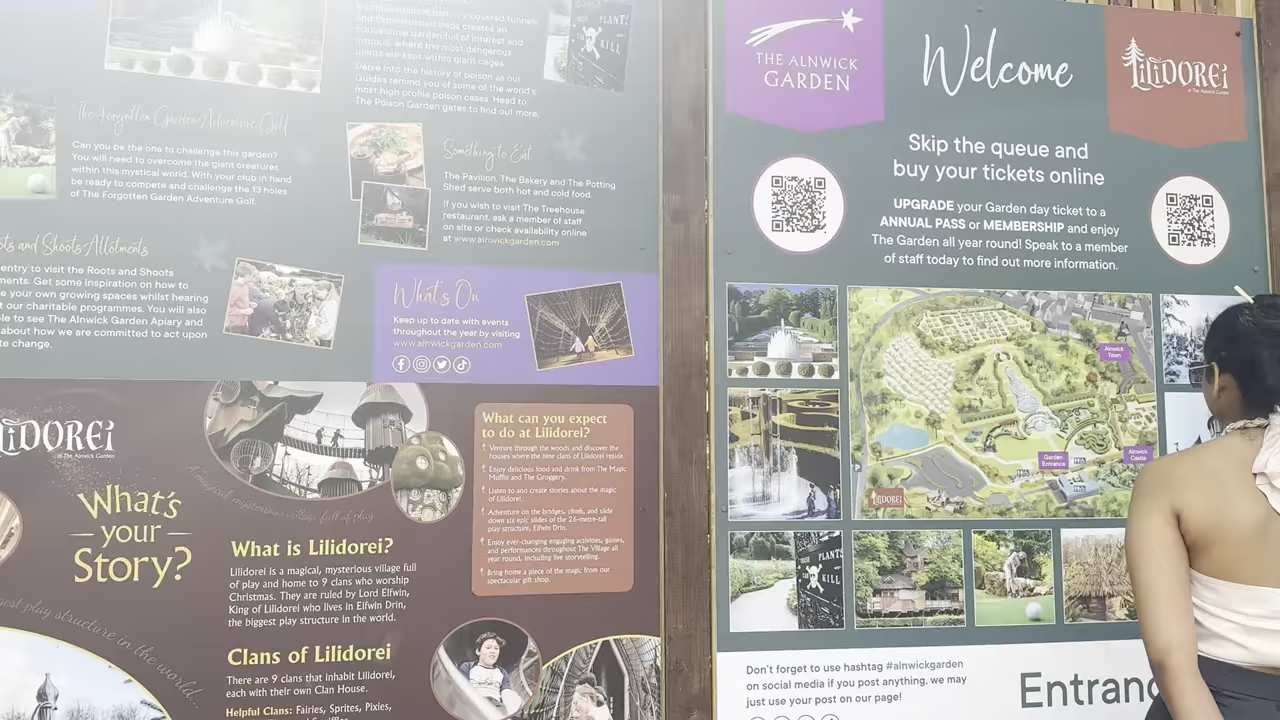 covered tunnels
and flame-shaped beds creates an
educational garden full of interest and
intrigue, where the most dangerous
plants are kept within giant cages.
Delve into the history of poison as our
Guides remind you of some of the world's
most high profile poison cases. Head to
The Poison Garden gates to find out more.
PLANTS
CAN
KILL
The Forgotten Garden Adventure Golf
Can you be the one to challenge this garden?
You will need to overcome the giant creatures
within this mystical world. With your club in hand
be ready to compete and challenge the 13 holes
of The Forgotten Garden Adventure Golf.
Something to Eat
The Pavilion, The Bakery and The Potting
Shed serve both hot and cold food.
If you wish to visit The Treehouse
restaurant, ask a member of staff
on site or check availability online
at www.alnwickgarden.com
ots and Shoots Allotments
entry to visit the Roots and Shoots
ments. Get some inspiration on how to
e your own growing spaces whilst hearing
t our charitable programmes. You will also
le to see The Alnwick Garden Apiary and
about how we are committed to act upon
te change.
What's On
Keep up to date with events
throughout the year by visiting
www.alnwickgarden.com
LILIDOREI
at The Alnwick Garden
What's
your
Story?
A magical mysterious village full of play
gest play structure in the world...
What is Lilidorei?
Lilidorei is a magical, mysterious village full
of play and home to 9 clans who worship
Christmas. They are ruled by Lord Elfwin,
King of Lilidorei who lives in Elfwin Drin,
the biggest play structure in the world.
Clans of Lilidorei
There are 9 clans that inhabit Lilidorei,
each with their own Clan House.
Helpful Clans: Fairies, Sprites, Pixies,
What can you expect
to do at Lilidorei?
Venture through the woods and discover the
houses where the nine clans of Lilidorei reside.
Enjoy delicious food and drink from The Magic
Muffin and The Groggery.
Listen to and create stories about the magic
of Lilidorei.
Adventure on the bridges, climb, and slide
down six epic slides of the 26-metre-tall
play structure, Elfwin Drin.
Enjoy ever-changing engaging activities, games,
and performances throughout The Village all
year round, including live storytelling.
Bring home a piece of the magic from our
spectacular gift shop.
THE ALNWICK
GARDEN
Welcome
LILIDOREI
at The Alnwick Garden
Skip the queue and
buy your tickets online
UPGRADE your Garden day ticket to a
ANNUAL PASS or MEMBERSHIP and enjoy
The Garden all year round! Speak to a member
of staff today to find out more information.
Alnwick
Town
Garden
Entrance
Alnwick
Castle
P
LILIDOREI
THESE
PLANTS
CAN
KILL
Don't forget to use hashtag #alnwickgarden
on social media if you post anything, we may
just use your post on our page!
Entranc